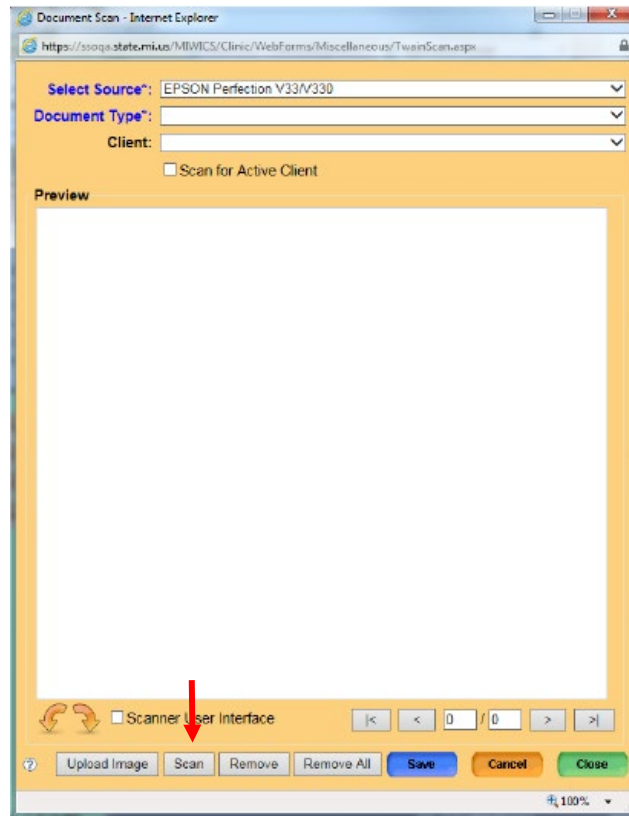 Document Scan - Internet Explorer
https://ssoqa.state.mi.us/MIWICS/Clinic/WebForms/Miscellaneous/TwainScan.aspx
Select Source*: EPSON Perfection V33/V330
Document Type*:
Client:
Scan for Active Client
Preview
Scanner User Interface |< < 0 / 0 > >|
? Upload Image Scan Remove Remove All Save Cancel Close
100%